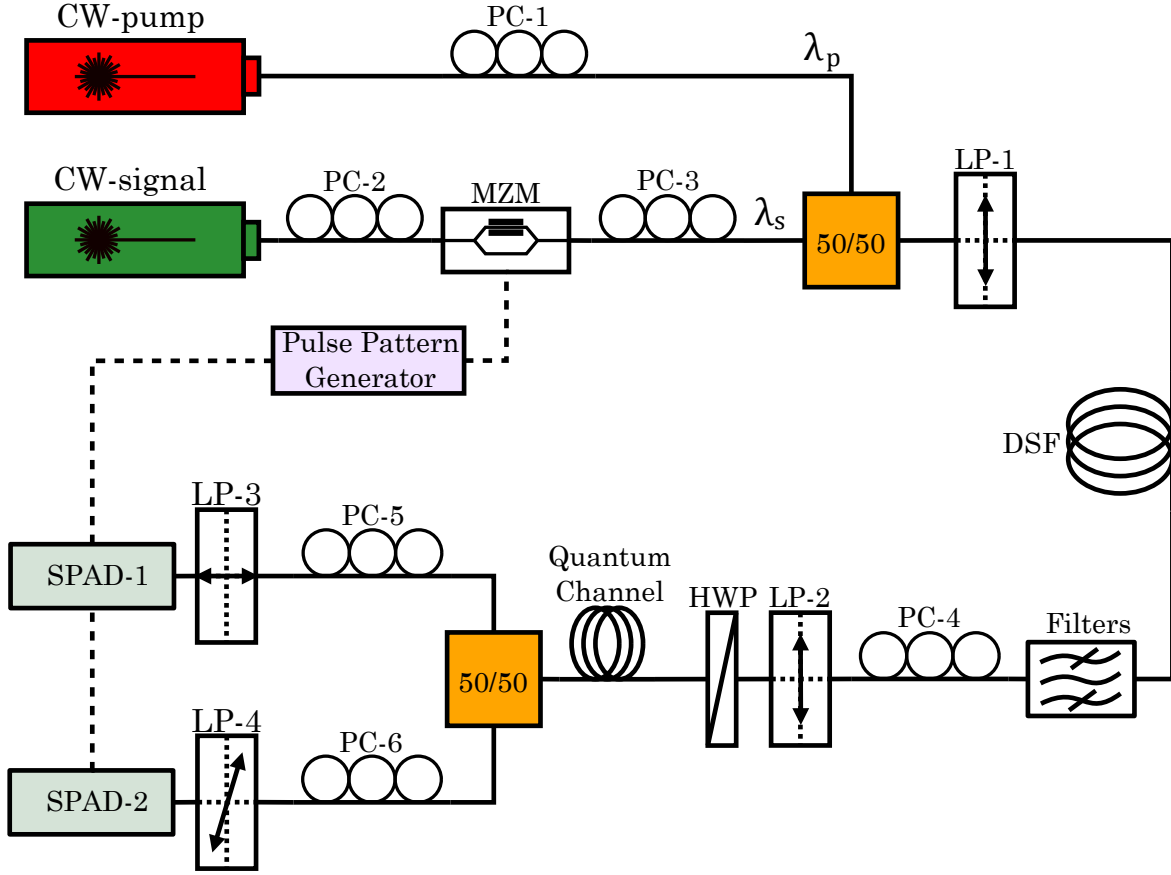 CW-pump
PC-1
λp
CW-signal
PC-2
MZM
PC-3
λs
50/50
LP-1
Pulse Pattern
Generator
DSF
LP-3
PC-5
SPAD-1
Quantum
Channel
HWP
LP-2
PC-4
Filters
50/50
LP-4
PC-6
SPAD-2